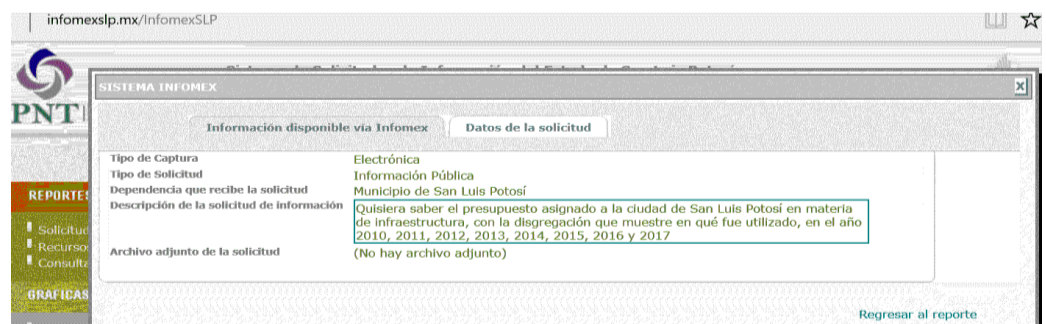 infomexslp.mx/InfomexSLP
PNT
SISTEMA INFOMEX
x
Información disponible vía Infomex Datos de la solicitud
Tipo de Captura Electrónica
Tipo de Solicitud Información Pública
Dependencia que recibe la solicitud Municipio de San Luis Potosí
Descripción de la solicitud de información Quisiera saber el presupuesto asignado a la ciudad de San Luis Potosí en materia
de infraestructura, con la disgregación que muestre en qué fue utilizado, en el año
2010, 2011, 2012, 2013, 2014, 2015, 2016 y 2017
Archivo adjunto de la solicitud (No hay archivo adjunto)
REPORTES
Solicitud
Recurso
Consulta
GRAFICAS
Regresar al reporte